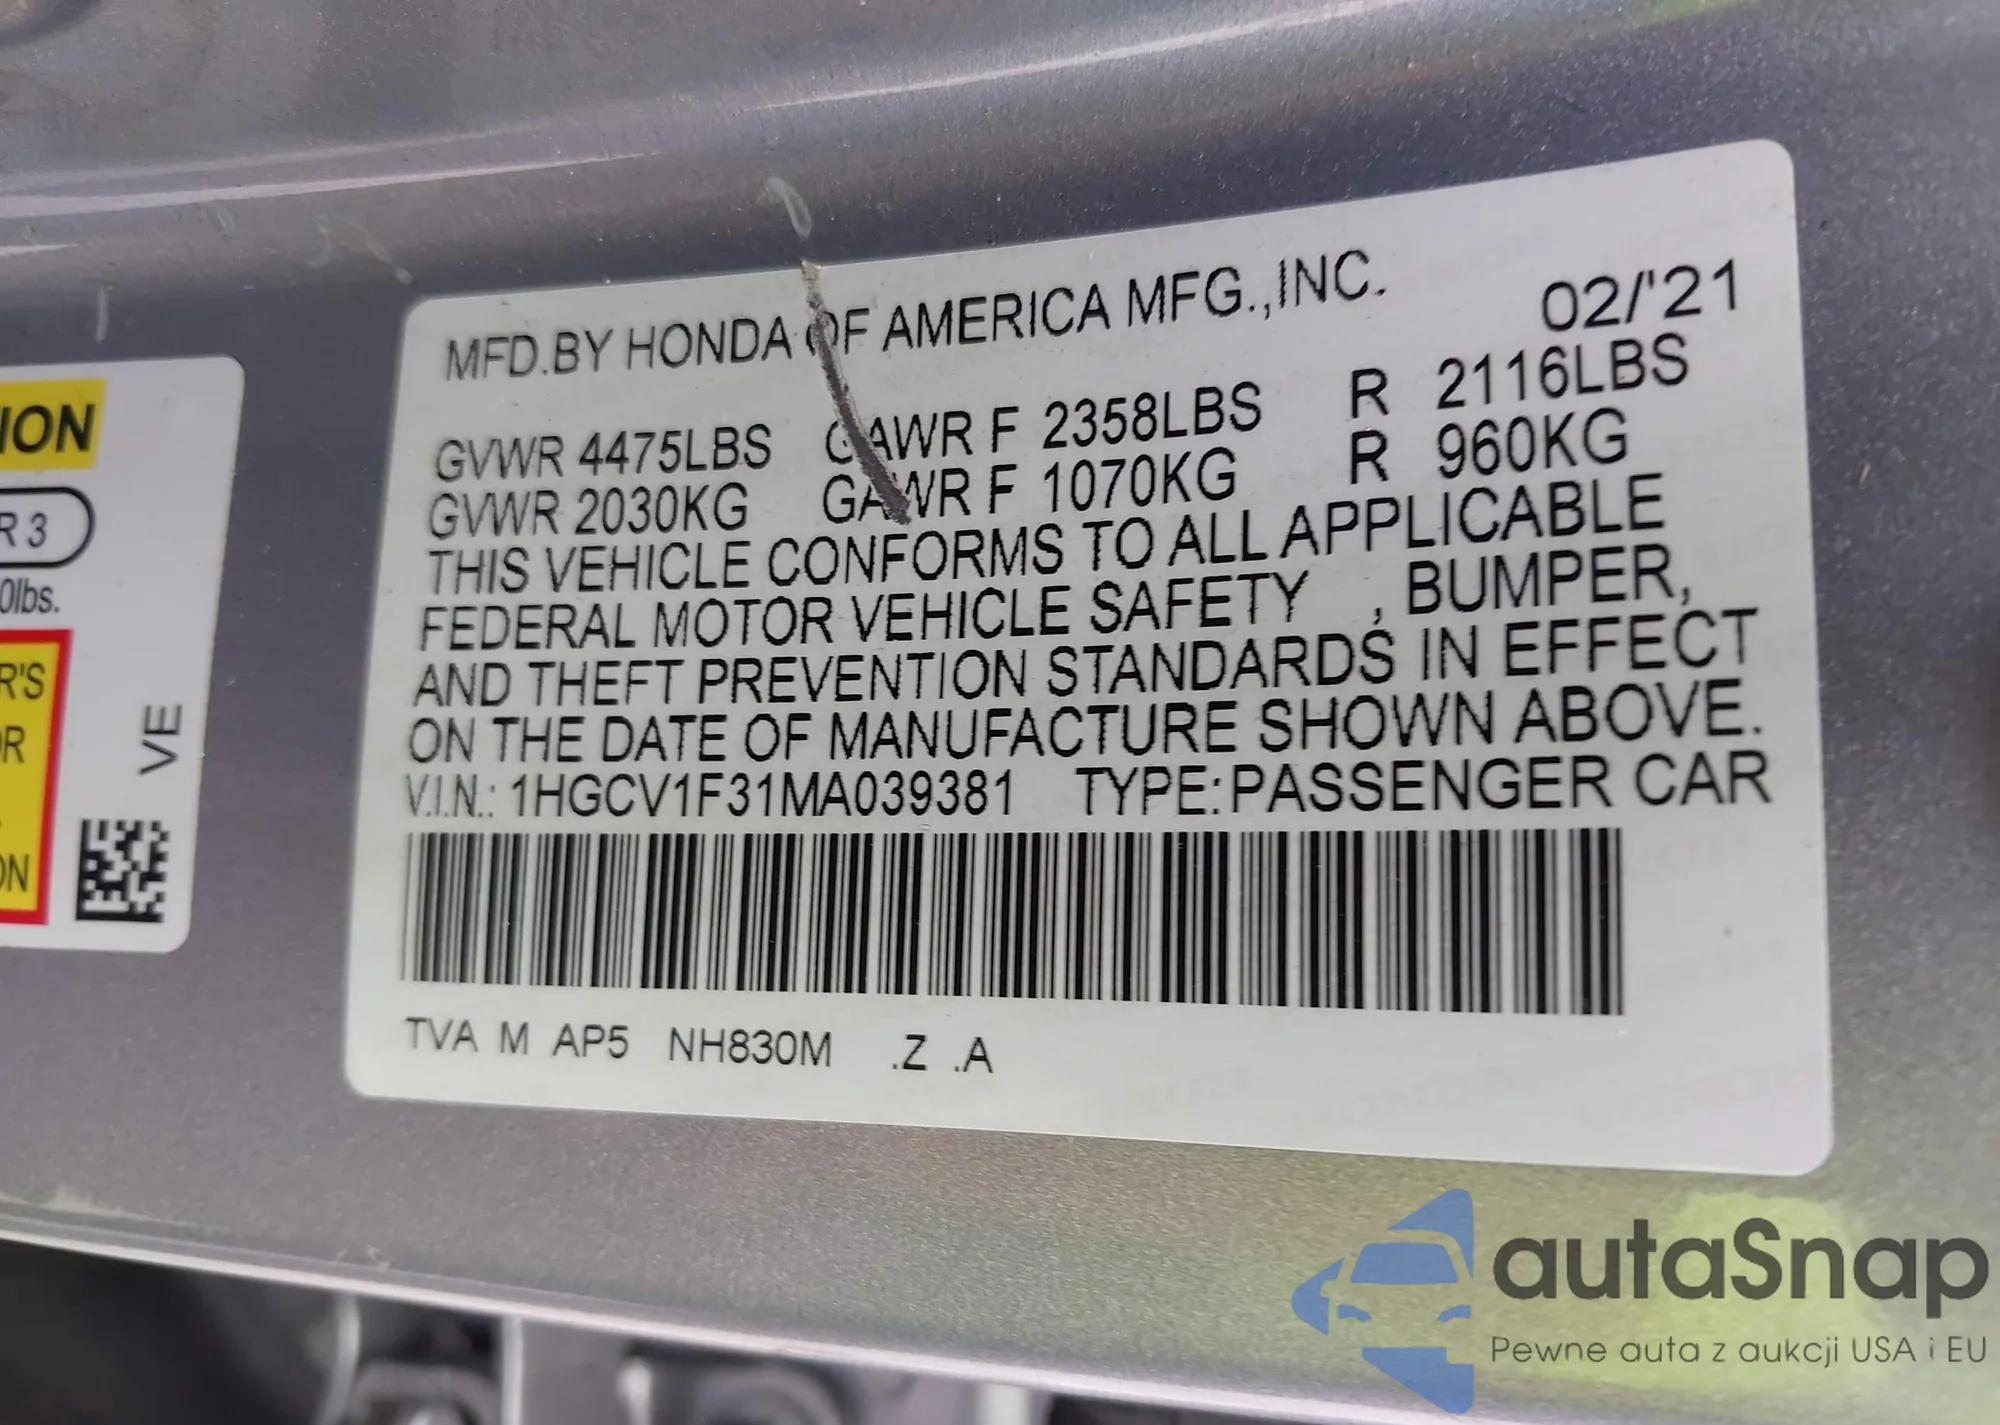 ION
R 3
0lbs.
R'S
OR
ON
VE
MFD.BY HONDA OF AMERICA MFG.,INC.
02/'21
GVWR 4475LBS GAWR F 2358LBS R 2116LBS
GVWR 2030KG GAWR F 1070KG R 960KG
THIS VEHICLE CONFORMS TO ALL APPLICABLE
FEDERAL MOTOR VEHICLE SAFETY , BUMPER,
AND THEFT PREVENTION STANDARDS IN EFFECT
ON THE DATE OF MANUFACTURE SHOWN ABOVE.
V.I.N.: 1HGCV1F31MA039381 TYPE:PASSENGER CAR
TVA M AP5 NH830M .Z .A
autaSnap
Pewne auta z aukcji USA i EU